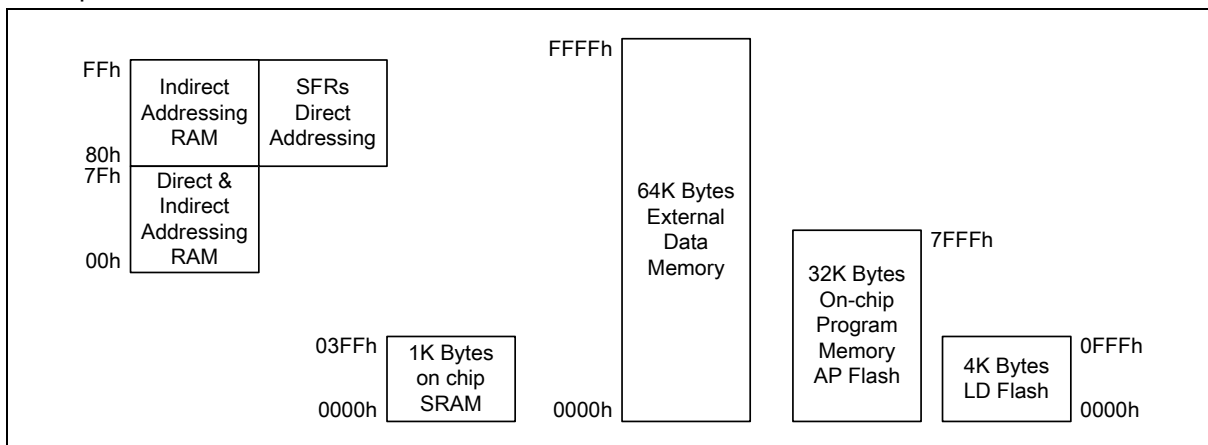 FFh
Indirect
Addressing
RAM
SFRs
Direct
Addressing
80h
7Fh
Direct &
Indirect
Addressing
RAM
00h
03FFh
1K Bytes
on chip
SRAM
0000h
FFFFh
64K Bytes
External
Data
Memory
0000h
7FFFh
32K Bytes
On-chip
Program
Memory
AP Flash
0FFFh
4K Bytes
LD Flash
0000h